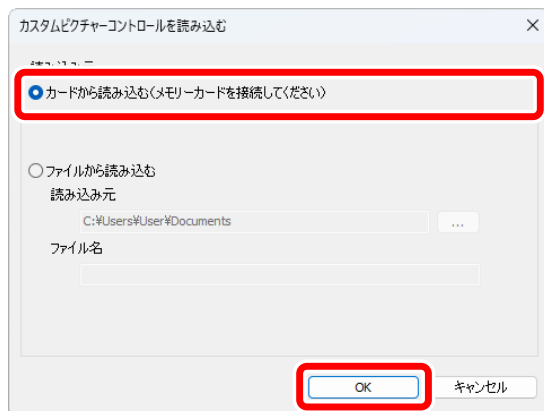 カスタムピクチャーコントロールを読み込む
カードから読み込む(メモリーカードを接続してください)
ファイルから読み込む
読み込み元
C:¥Users¥User¥Documents
...
ファイル名
OK
キャンセル